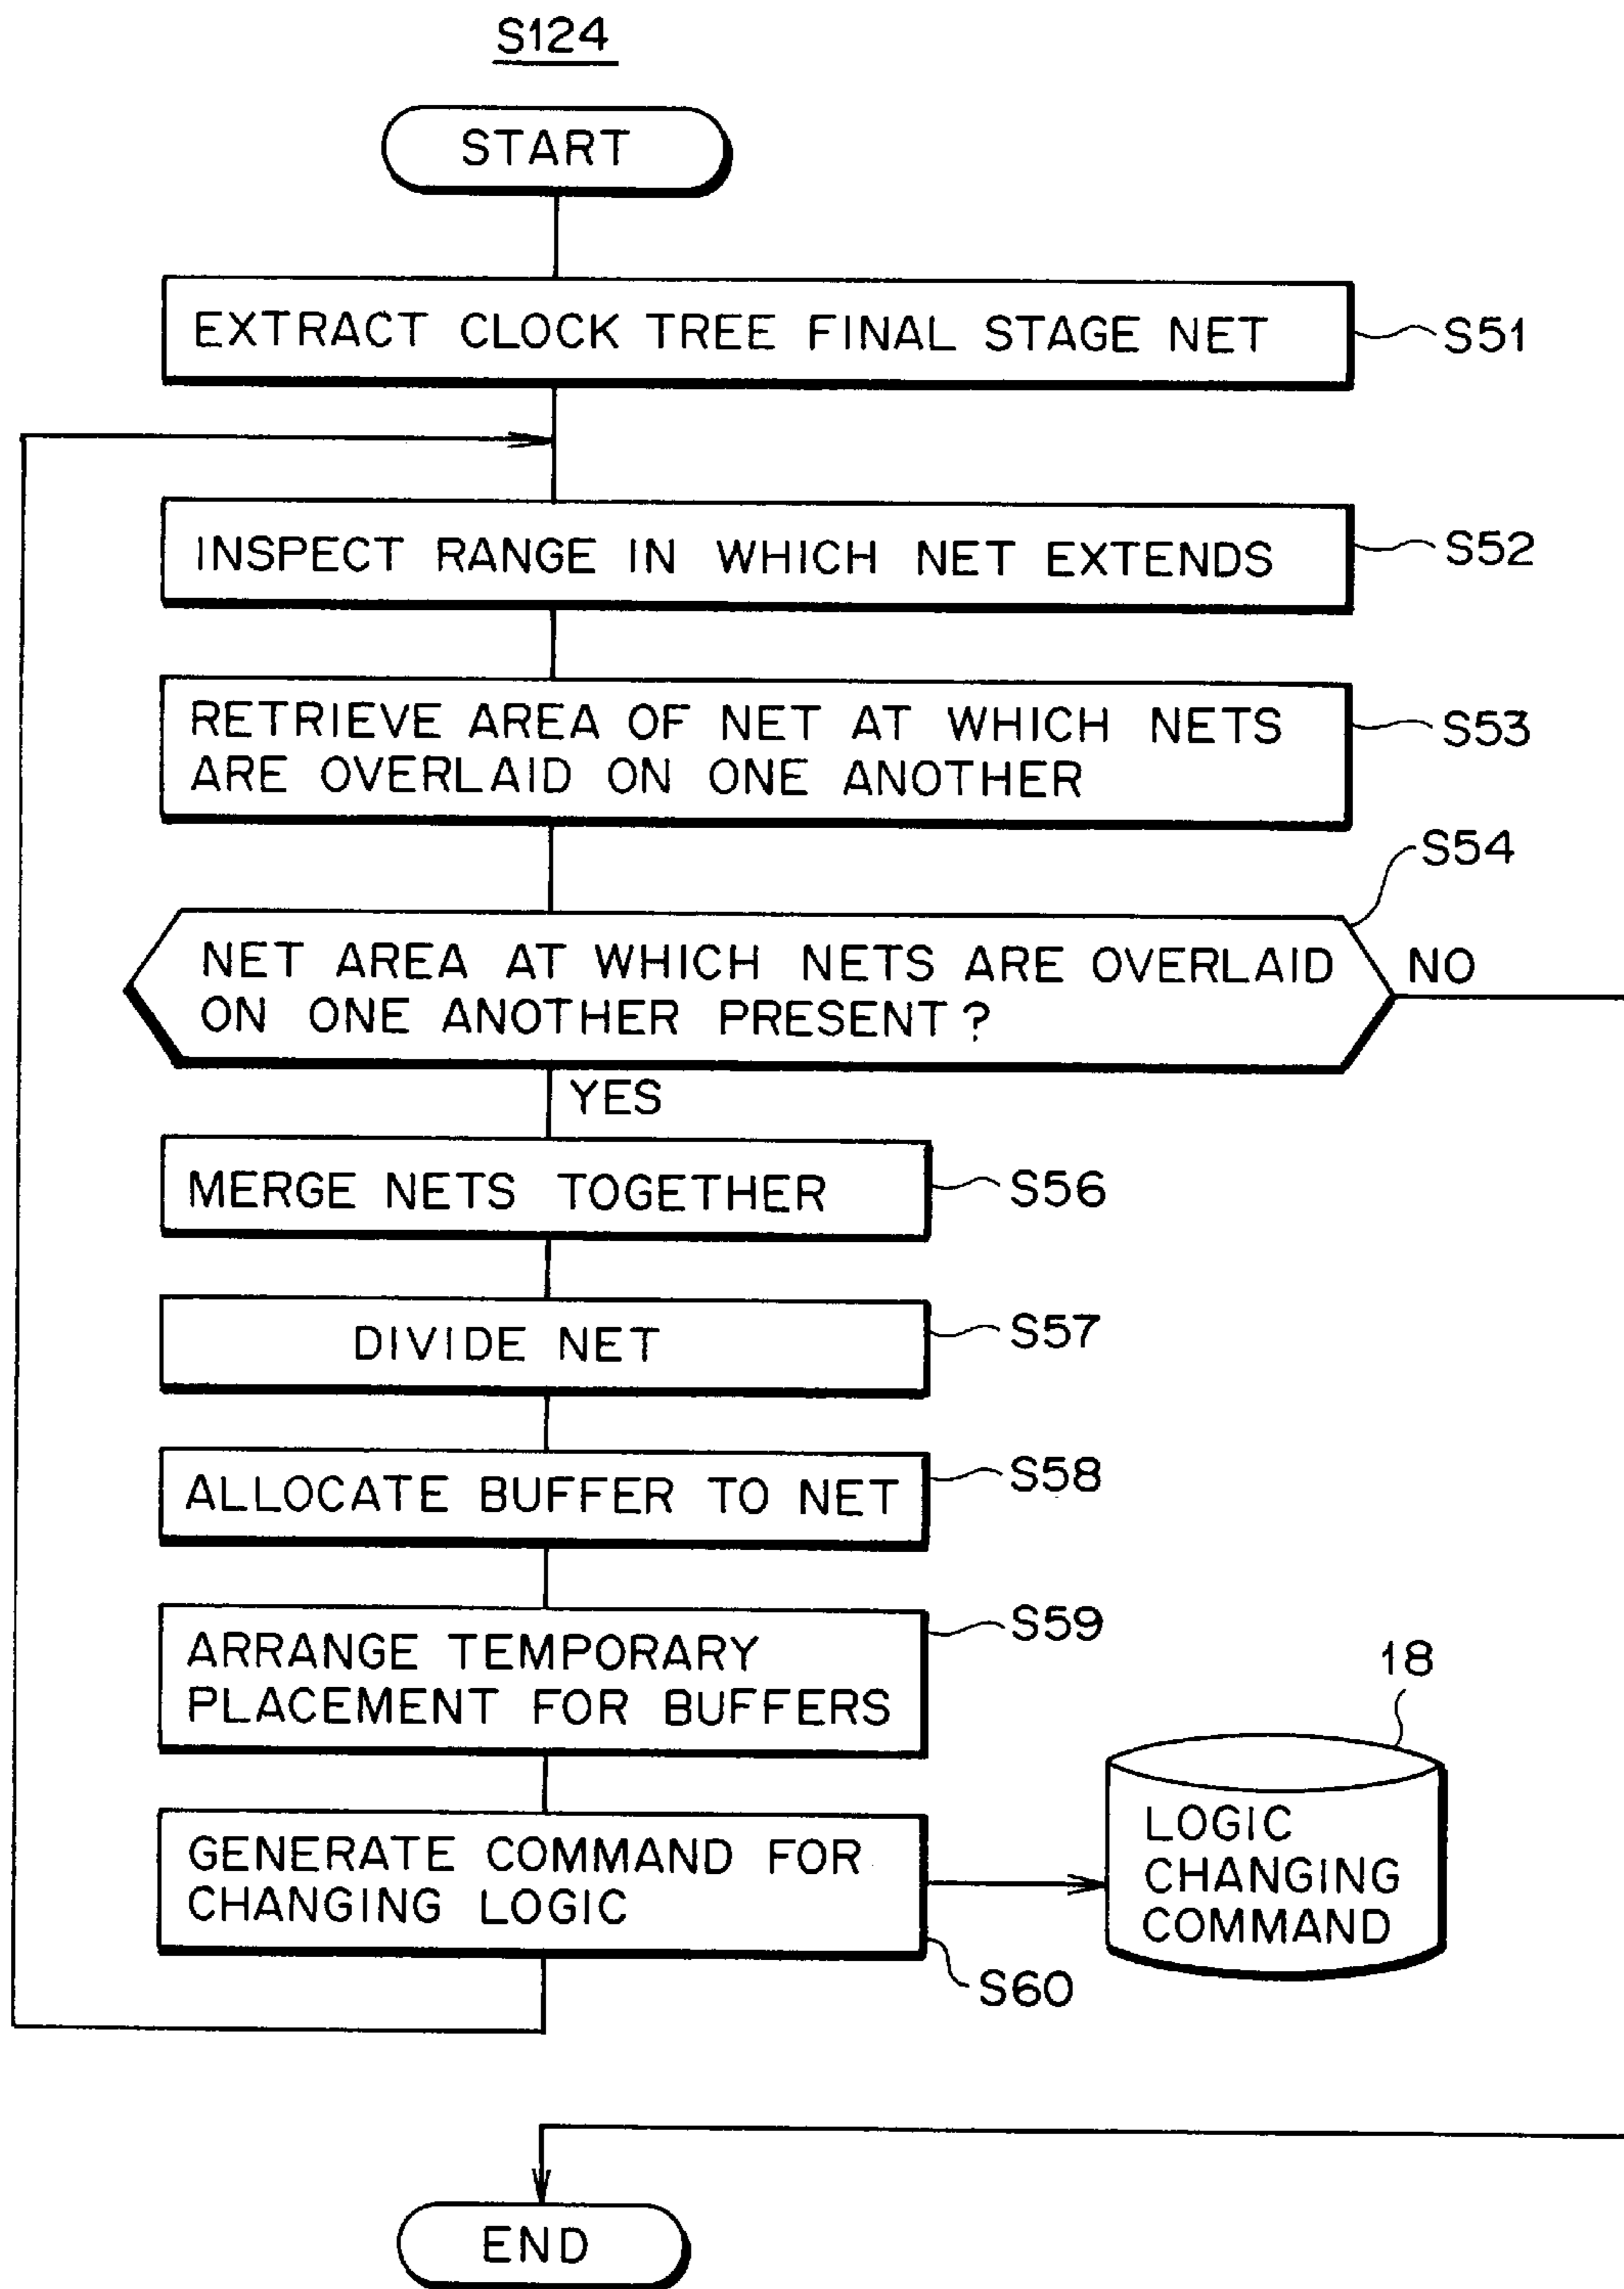 S124
START
EXTRACT CLOCK TREE FINAL STAGE NET
S51
INSPECT RANGE IN WHICH NET EXTENDS
S52
RETRIEVE AREA OF NET AT WHICH NETS
ARE OVERLAID ON ONE ANOTHER
S53
S54
NET AREA AT WHICH NETS ARE OVERLAID
ON ONE ANOTHER PRESENT?
NO
YES
MERGE NETS TOGETHER
S56
DIVIDE NET
S57
ALLOCATE BUFFER TO NET
S58
ARRANGE TEMPORARY
PLACEMENT FOR BUFFERS
S59
GENERATE COMMAND FOR
CHANGING LOGIC
S60
18
LOGIC
CHANGING
COMMAND
END